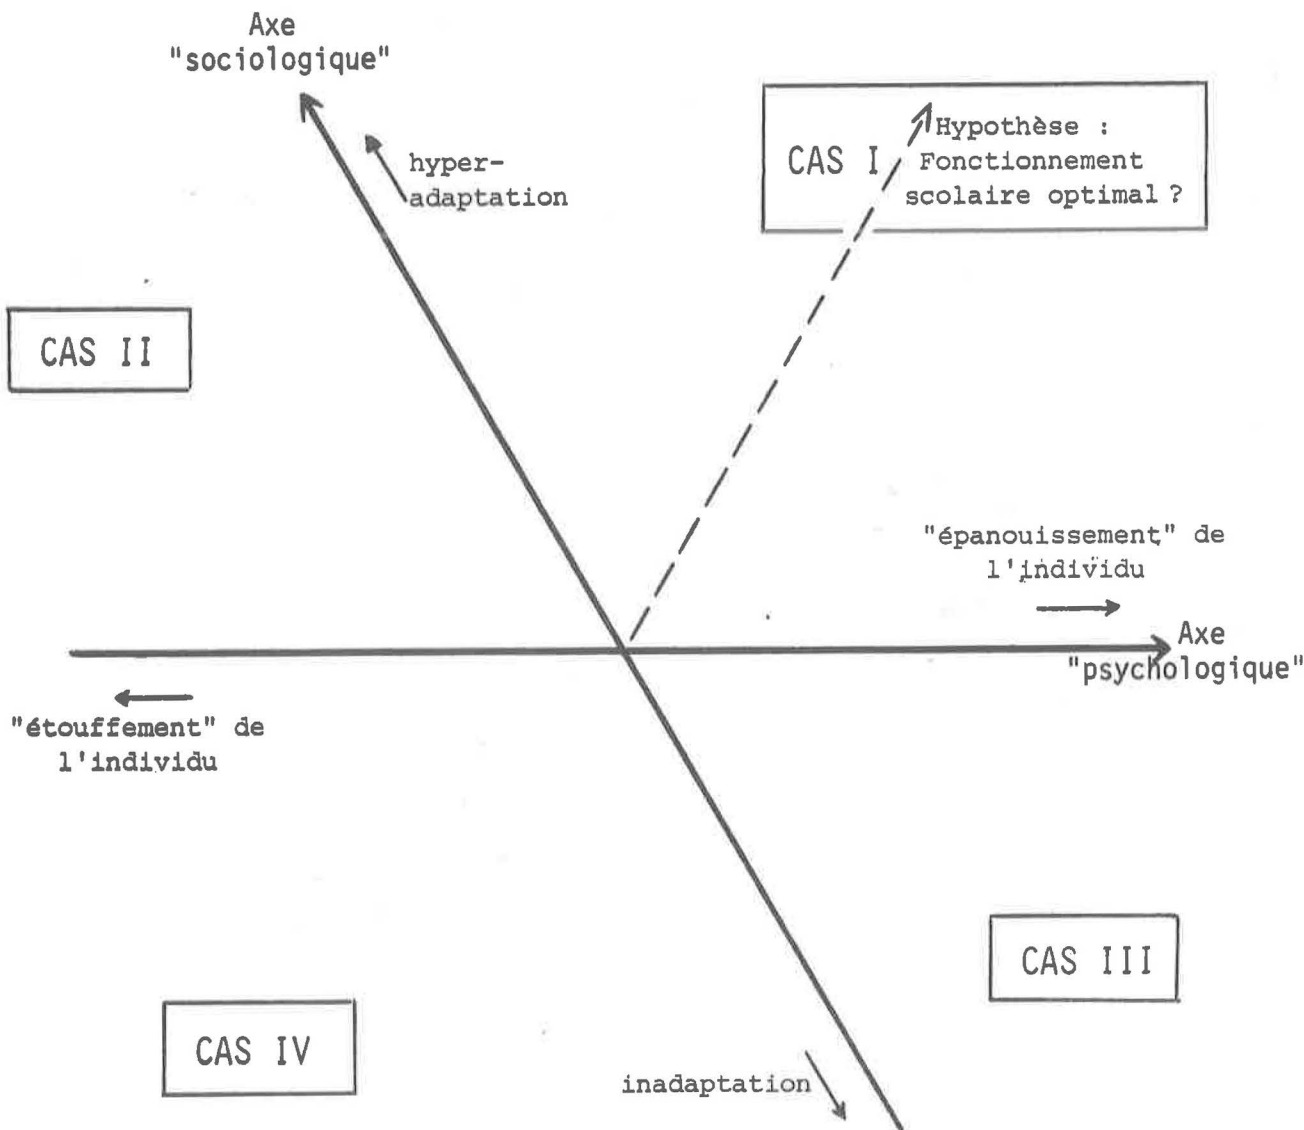 Axe
"sociologique"
hyper-
adaptation
CAS I
Hypothèse :
Fonctionnement
scolaire optimal ?
CAS II
"épanouissement" de
l'individu
Axe
"psychologique"
"étouffement" de
l'individu
CAS III
CAS IV
inadaptation